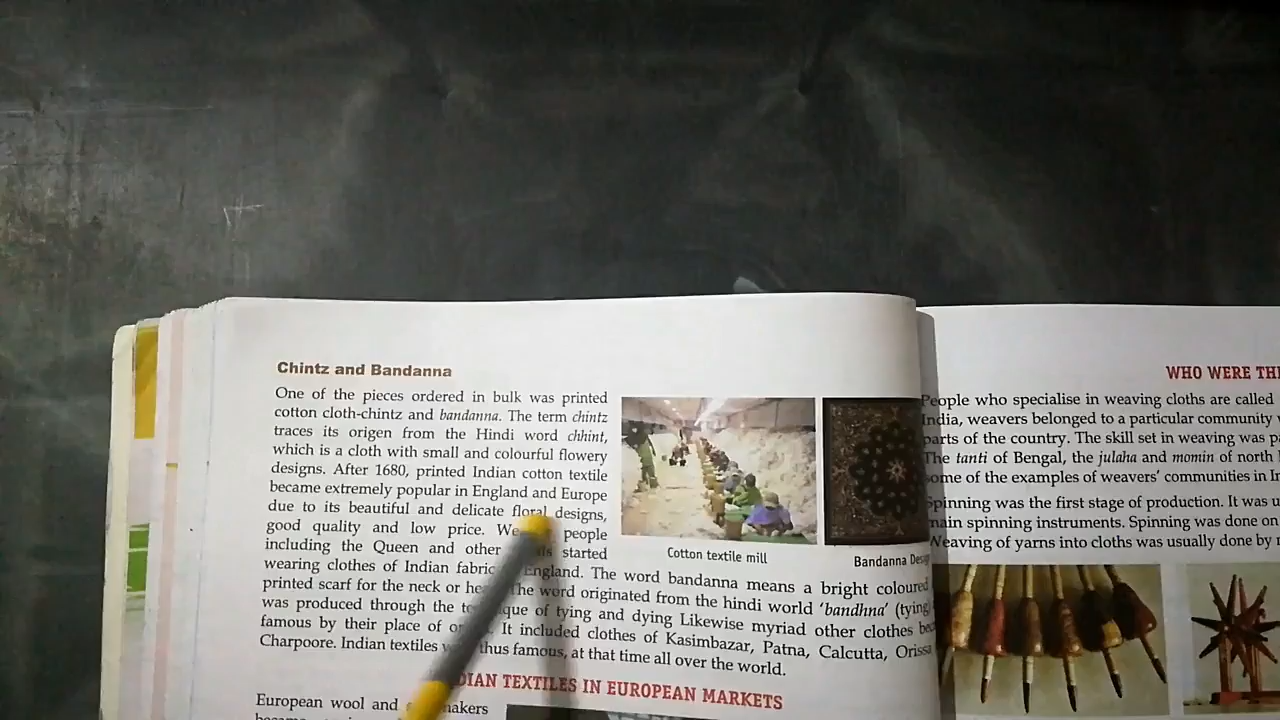 Chintz and Bandanna
One of the pieces ordered in bulk was printed
cotton cloth-chintz and bandanna. The term chintz
traces its origen from the Hindi word chhint,
which is a cloth with small and colourful flowery
designs. After 1680, printed Indian cotton textile
became extremely popular in England and Europe
due to its beautiful and delicate floral designs,
good quality and low price. people
including the Queen and other started
wearing clothes of Indian England. The word bandanna means a bright coloured
printed scarf for the neck or The word originated from the hindi world 'bandhna' (tying)
was produced through the of tying and dying Likewise myriad other clothes
famous by their place of It included clothes of Kasimbazar, Patna, Calcutta, Orissa
Charpoore. Indian textiles thus famous, at that time all over the world.
Cotton textile mill
Bandanna
TEXTILES IN EUROPEAN MARKETS
European wool and
WHO WERE
People who specialise in weaving cloths are called
India, weavers belonged to a particular community
parts of the country. The skill set in weaving was
The tanti of Bengal, the julaha and momin of north
some of the examples of weavers' communities in
Spinning was the first stage of production. It was
main spinning instruments. Spinning was done
Weaving of yarns into cloths was usually done by